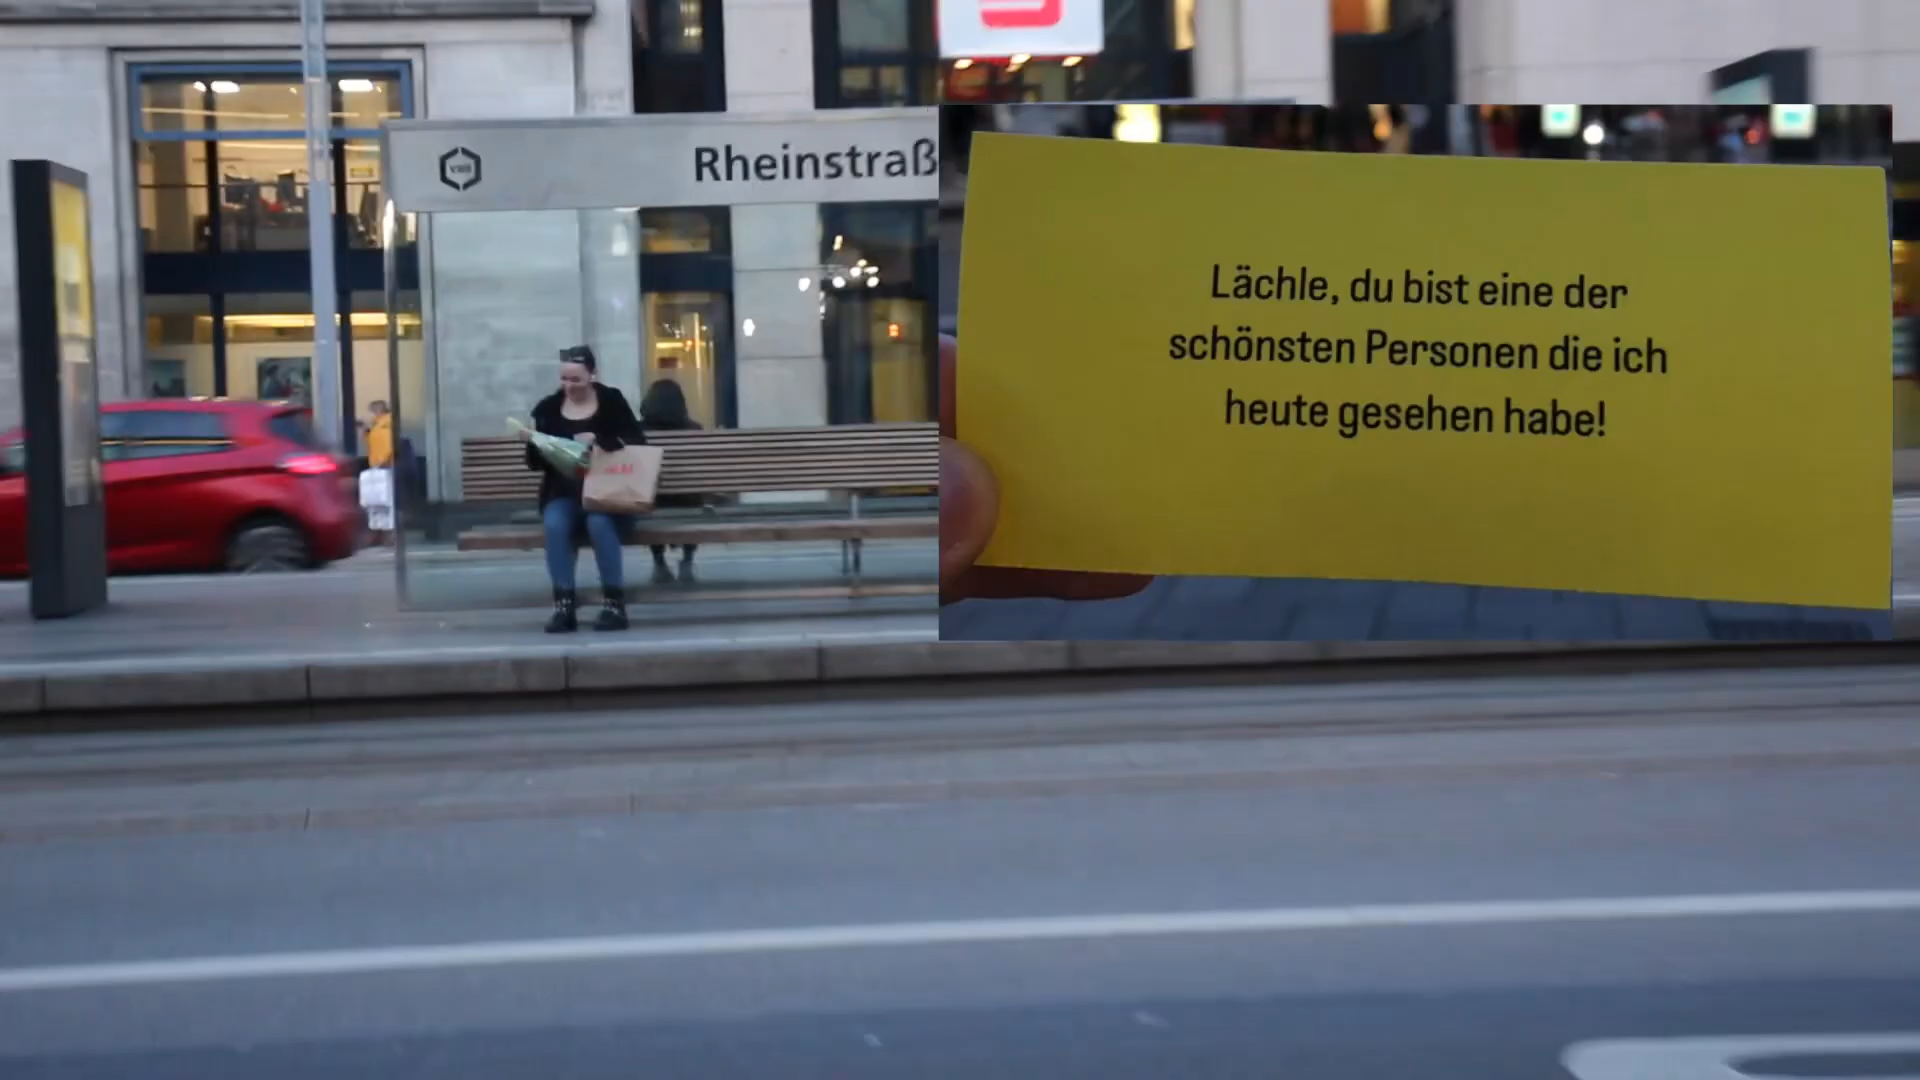 Rheinstraß
Lächle, du bist eine der
schönsten Personen die ich
heute gesehen habe!